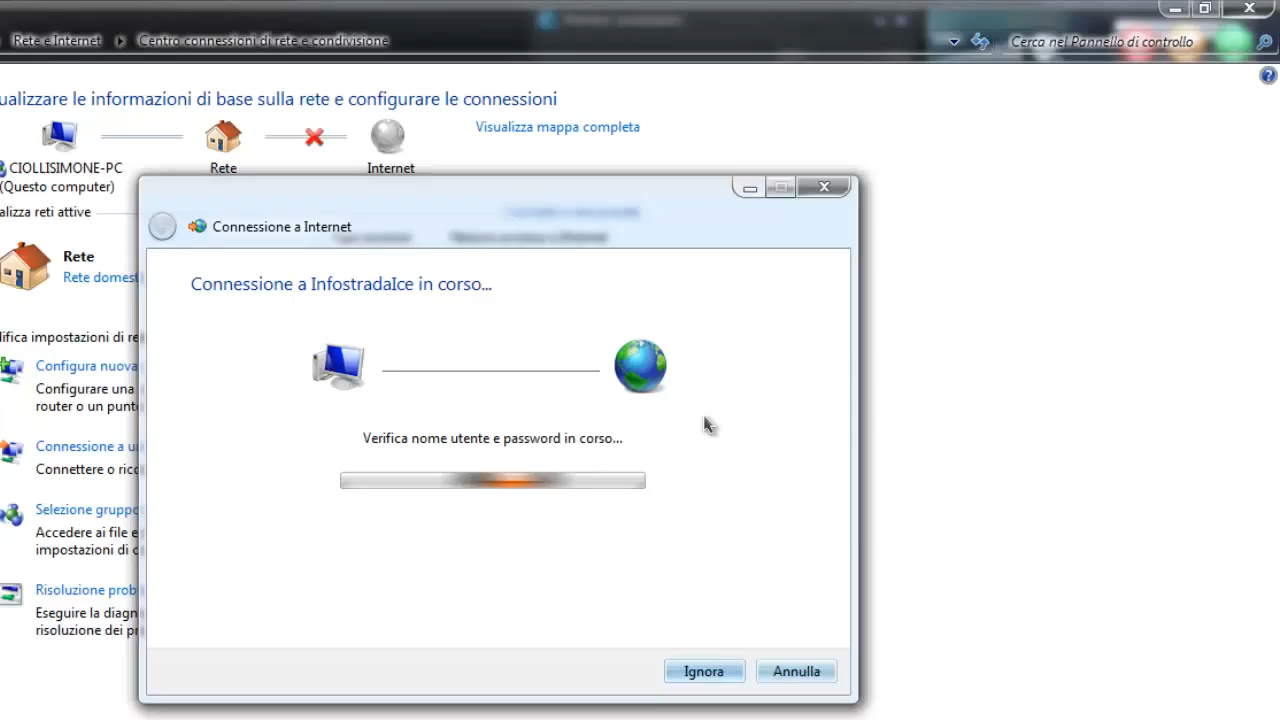 Rete e Internet
Centro connessioni di rete e condivisione
Cerca nel Pannello di controllo
ualizzare le informazioni di base sulla rete e configurare le connessioni
Visualizza mappa completa
CIOLLISIMONE-PC
(Questo computer)
Rete
Internet
alizza reti attive
Rete
Rete domest
ifica impostazioni di re
Configura nuova
Configurare una
router o un punt
Connessione a u
Connettere o rico
Selezione gruppo
Accedere ai file e
impostazioni di
Risoluzione prob
Eseguire la diagn
risoluzione dei p
Connessione a Internet
Connessione a InfostradaIce in corso...
Verifica nome utente e password in corso...
Ignora
Annulla